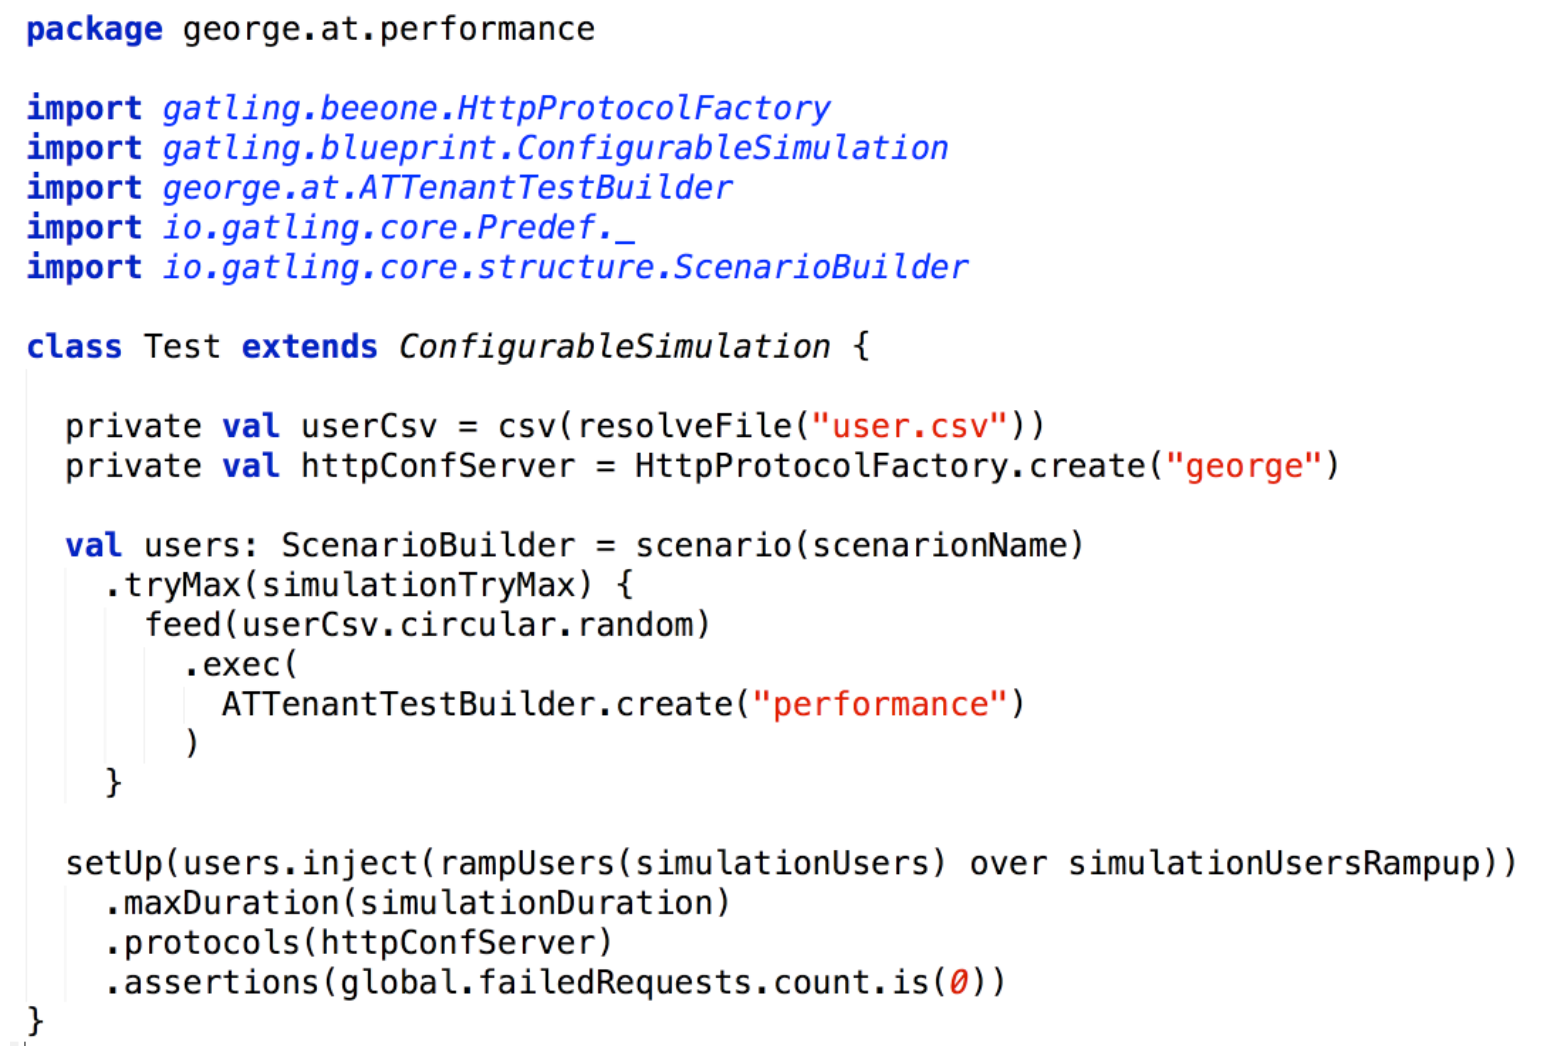 package george.at.performance
import gatling.beeone.HttpProtocolFactory
import gatling.blueprint.ConfigurableSimulation
import george.at.ATTenantTestBuilder
import io.gatling.core.Predef._
import io.gatling.core.structure.ScenarioBuilder
class Test extends ConfigurableSimulation {
private val userCsv = csv(resolveFile("user.csv"))
private val httpConfServer = HttpProtocolFactory.create("george")
val users: ScenarioBuilder = scenario(scenarionName)
.tryMax(simulationTryMax) {
feed(userCsv.circular.random)
.exec(
ATTenantTestBuilder.create("performance")
)
}
setUp(users.inject(rampUsers(simulationUsers) over simulationUsersRampup))
.maxDuration(simulationDuration)
.protocols(httpConfServer)
.assertions(global.failedRequests.count.is(0))
}